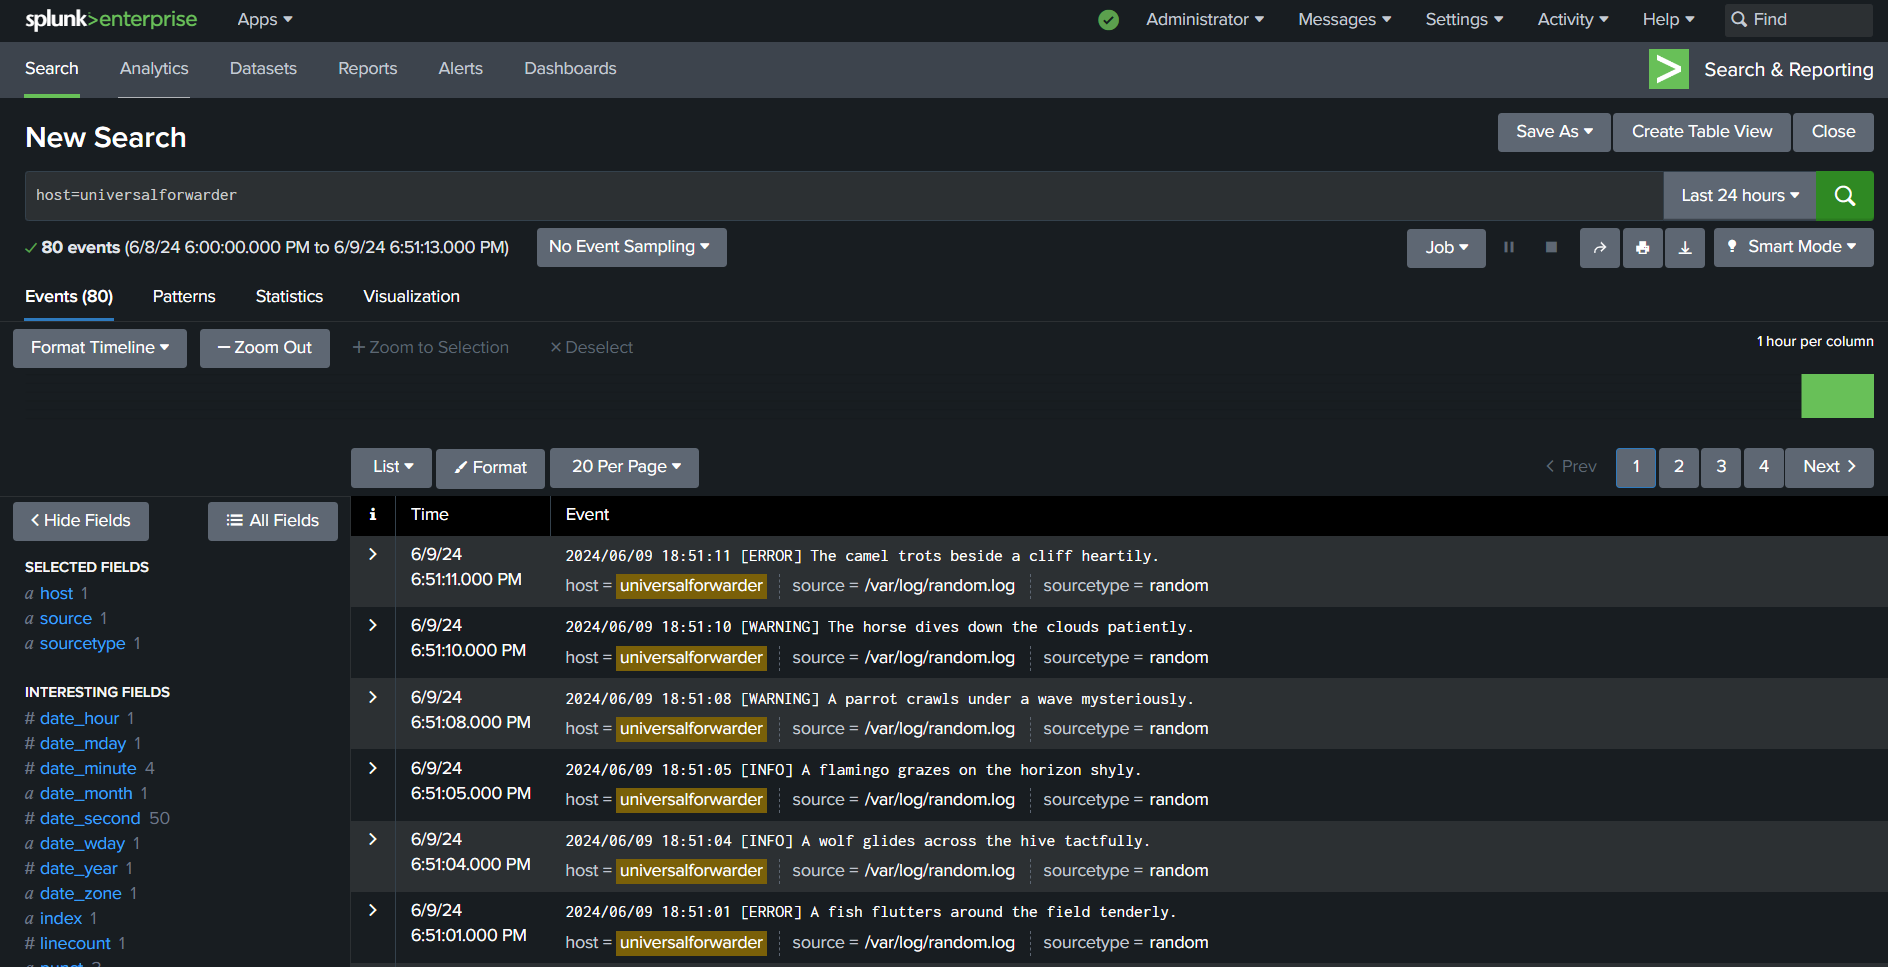 splunk>enterprise Apps Administrator Messages Settings Activity Help Find
Search Analytics Datasets Reports Alerts Dashboards Search & Reporting
New Search Save As Create Table View Close
host=universalforwarder Last 24 hours
80 events (6/8/24 6:00:00.000 PM to 6/9/24 6:51:13.000 PM) No Event Sampling Job Smart Mode
Events (80) Patterns Statistics Visualization
Format Timeline — Zoom Out + Zoom to Selection × Deselect 1 hour per column
List Format 20 Per Page < Prev 1 2 3 4 Next >
< Hide Fields All Fields
SELECTED FIELDS
a host 1
a source 1
a sourcetype 1
INTERESTING FIELDS
# date_hour 1
# date_mday 1
# date_minute 4
a date_month 1
# date_second 50
a date_wday 1
# date_year 1
a date_zone 1
a index 1
# linecount 1
i Time Event
6/9/24 6:51:11.000 PM
2024/06/09 18:51:11 [ERROR] The camel trots beside a cliff heartily.
host = universalforwarder source = /var/log/random.log sourcetype = random
6/9/24 6:51:10.000 PM
2024/06/09 18:51:10 [WARNING] The horse dives down the clouds patiently.
host = universalforwarder source = /var/log/random.log sourcetype = random
6/9/24 6:51:08.000 PM
2024/06/09 18:51:08 [WARNING] A parrot crawls under a wave mysteriously.
host = universalforwarder source = /var/log/random.log sourcetype = random
6/9/24 6:51:05.000 PM
2024/06/09 18:51:05 [INFO] A flamingo grazes on the horizon shyly.
host = universalforwarder source = /var/log/random.log sourcetype = random
6/9/24 6:51:04.000 PM
2024/06/09 18:51:04 [INFO] A wolf glides across the hive tactfully.
host = universalforwarder source = /var/log/random.log sourcetype = random
6/9/24 6:51:01.000 PM
2024/06/09 18:51:01 [ERROR] A fish flutters around the field tenderly.
host = universalforwarder source = /var/log/random.log sourcetype = random